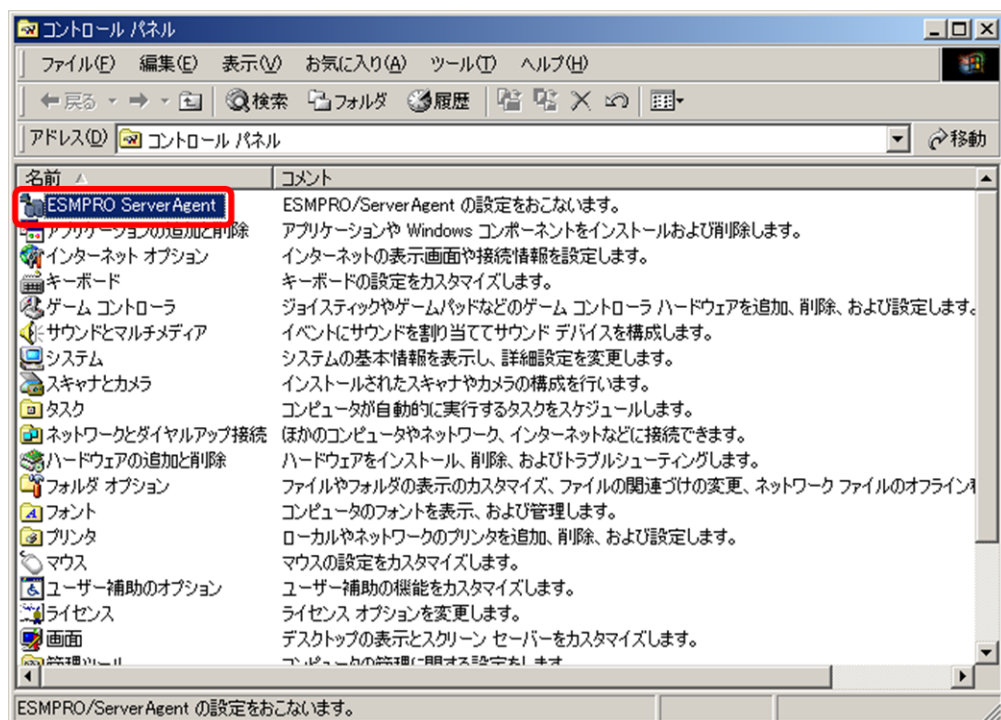 コントロール パネル
ファイル(F) 編集(E) 表示(V) お気に入り(A) ツール(T) ヘルプ(H)
戻る 検索 フォルダ 履歴
アドレス(D) コントロール パネル 移動
名前 コメント
ESMPRO ServerAgent ESMPRO/ServerAgent の設定をおこないます。
アプリケーションの追加と削除 アプリケーションや Windows コンポーネントをインストールおよび削除します。
インターネット オプション インターネットの表示画面や接続情報を設定します。
キーボード キーボードの設定をカスタマイズします。
ゲーム コントローラ ジョイスティックやゲームパッドなどのゲーム コントローラ ハードウェアを追加、削除、および設定します。
サウンドとマルチメディア イベントにサウンドを割り当ててサウンド デバイスを構成します。
システム システムの基本情報を表示し、詳細設定を変更します。
スキャナとカメラ インストールされたスキャナやカメラの構成を行います。
タスク コンピュータが自動的に実行するタスクをスケジュールします。
ネットワークとダイヤルアップ接続 ほかのコンピュータやネットワーク、インターネットなどに接続できます。
ハードウェアの追加と削除 ハードウェアをインストール、削除、およびトラブルシューティングします。
フォルダ オプション ファイルやフォルダの表示のカスタマイズ、ファイルの関連づけの変更、ネットワーク ファイルのオフライン
フォント コンピュータのフォントを表示、および管理します。
プリンタ ローカルやネットワークのプリンタを追加、削除、および設定します。
マウス マウスの設定をカスタマイズします。
ユーザー補助のオプション ユーザー補助の機能をカスタマイズします。
ライセンス ライセンス オプションを変更します。
画面 デスクトップの表示とスクリーン セーバーをカスタマイズします。
管理ツール コンピュータの管理に関する設定をします
ESMPRO/ServerAgent の設定をおこないます。